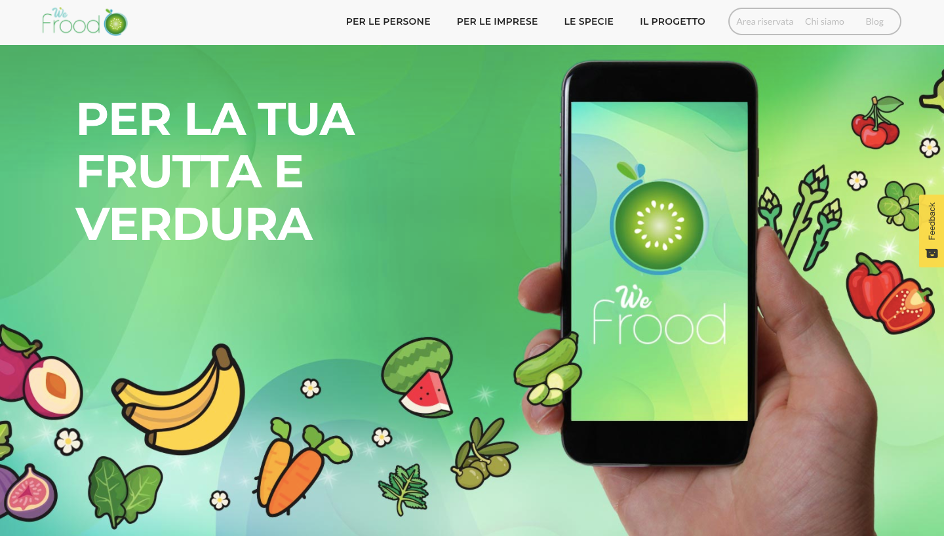 We
Frood
PER LE PERSONE
PER LE IMPRESE
LE SPECIE
IL PROGETTO
Area riservata
Chi siamo
Blog
PER LA TUA
FRUTTA E
VERDURA
We
Frood
Feedback